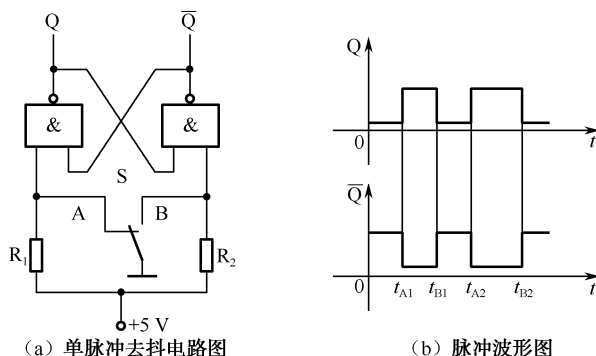 Q Q̅
& &
S
A B
R₁ R₂
+5 V
（a）单脉冲去抖电路图
Q
0 t
Q̅
0 tA1 tB1 tA2 tB2 t
（b）脉冲波形图